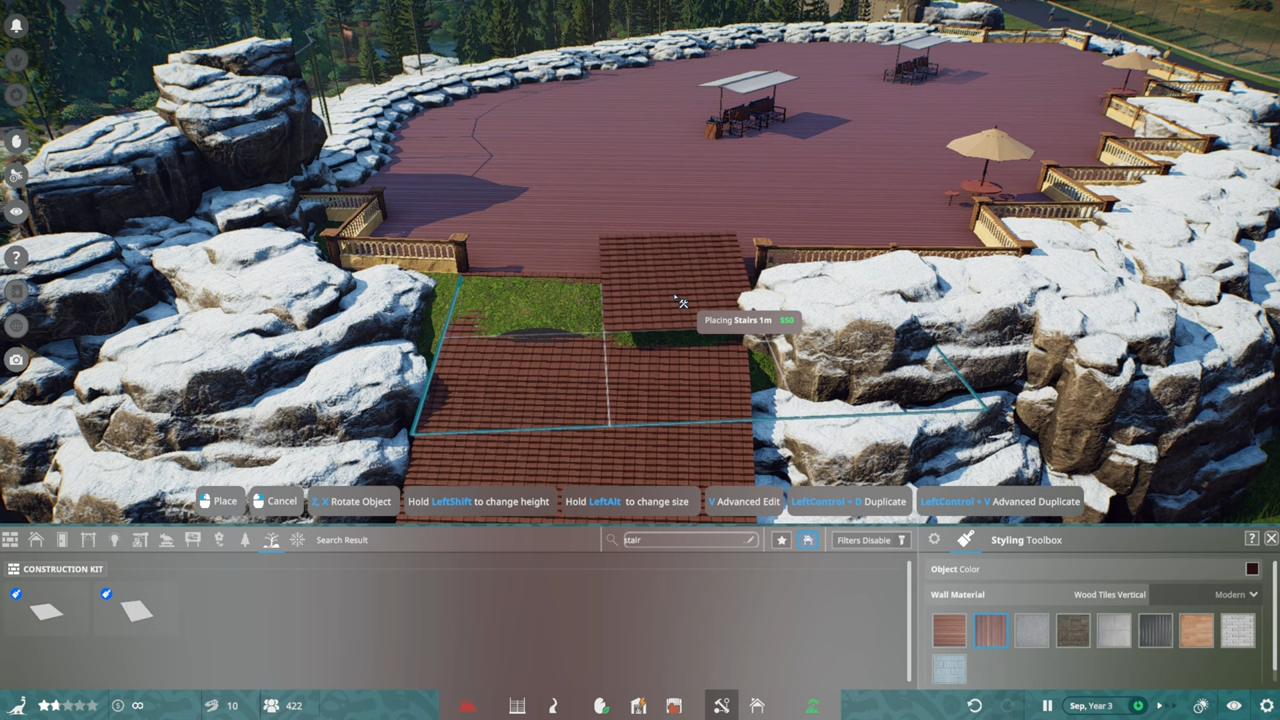 Placing Stairs 1m $50
Place
Cancel
Z, X Rotate Object
Hold LeftShift to change height
Hold LeftAlt to change size
V Advanced Edit
LeftControl + D Duplicate
LeftControl + V Advanced Duplicate
Search Result
stair
Filters Disable
Styling Toolbox
?
CONSTRUCTION KIT
Object Color
Wall Material
Wood Tiles Vertical
Modern
10
422
Sep, Year 3